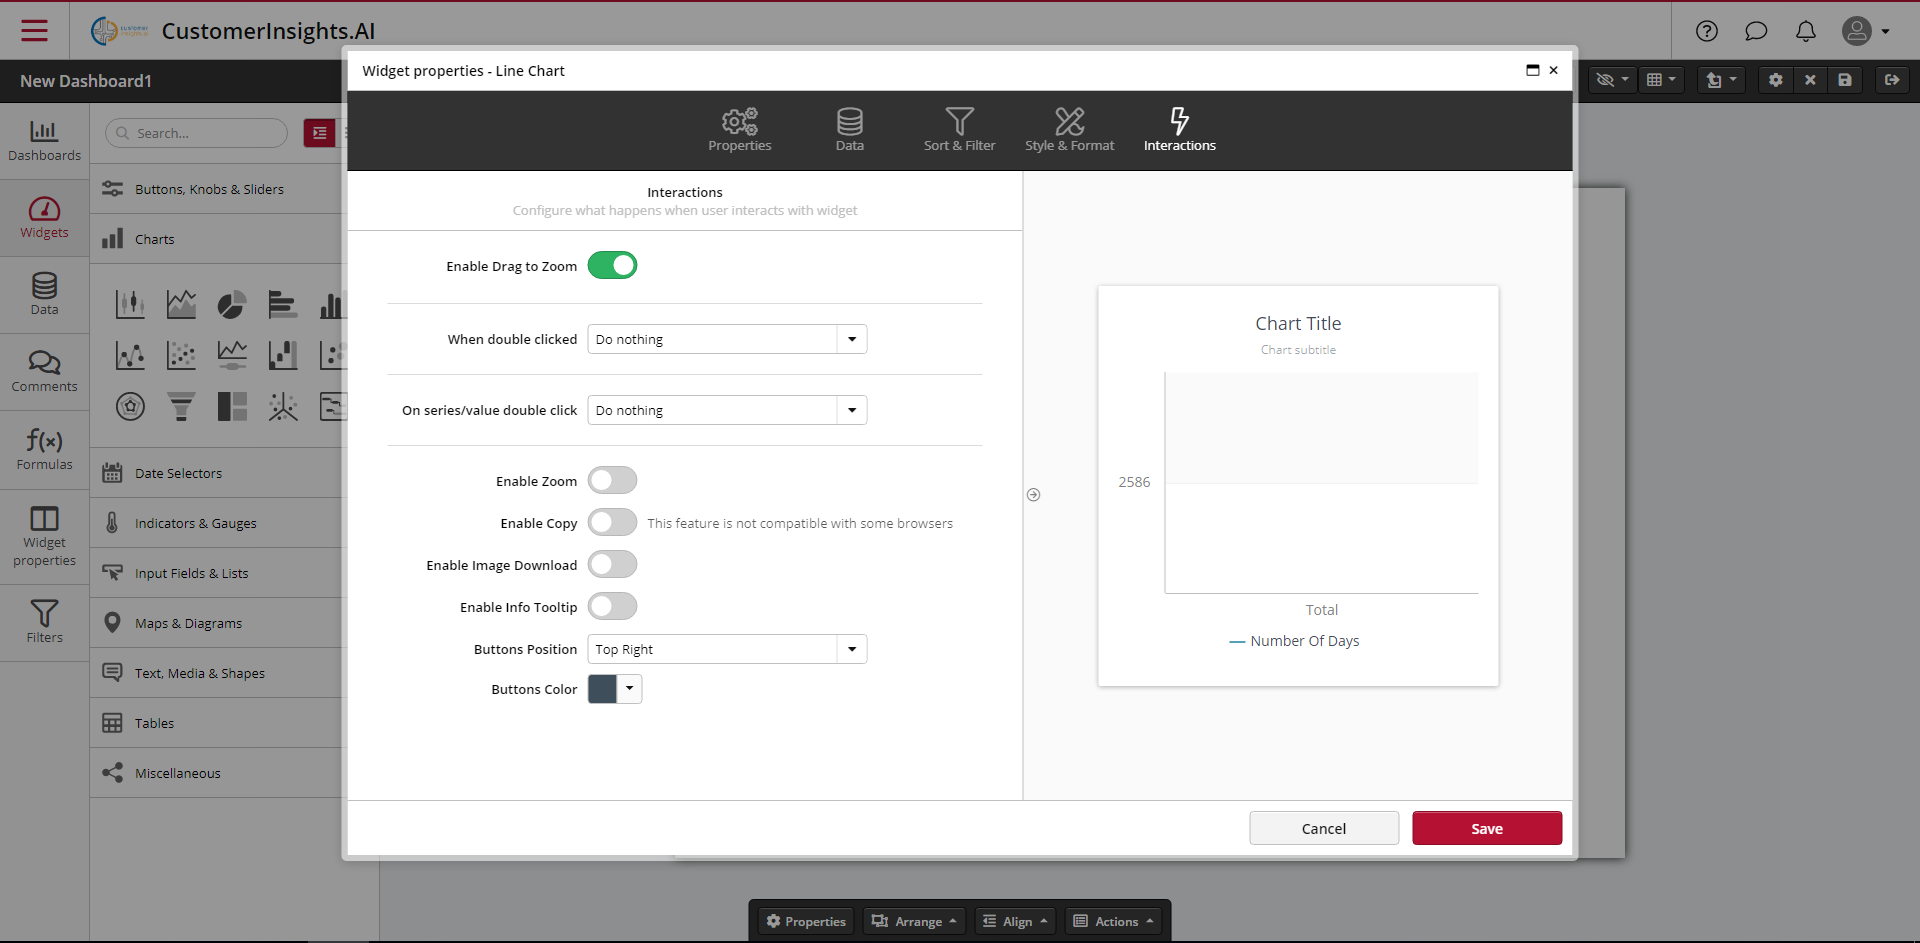 CustomerInsights.AI
New Dashboard1
Dashboards
Widgets
Data
Comments
Formulas
Widget
properties
Filters
Search...
Buttons, Knobs & Sliders
Charts
Date Selectors
Indicators & Gauges
Input Fields & Lists
Maps & Diagrams
Text, Media & Shapes
Tables
Miscellaneous
Widget properties - Line Chart
Properties
Data
Sort & Filter
Style & Format
Interactions
Interactions
Configure what happens when user interacts with widget
Enable Drag to Zoom
When double clicked Do nothing
On series/value double click Do nothing
Enable Zoom
Enable Copy This feature is not compatible with some browsers
Enable Image Download
Enable Info Tooltip
Buttons Position Top Right
Buttons Color
Chart Title
Chart subtitle
2586
Total
Number Of Days
Cancel
Save
Properties
Arrange
Align
Actions